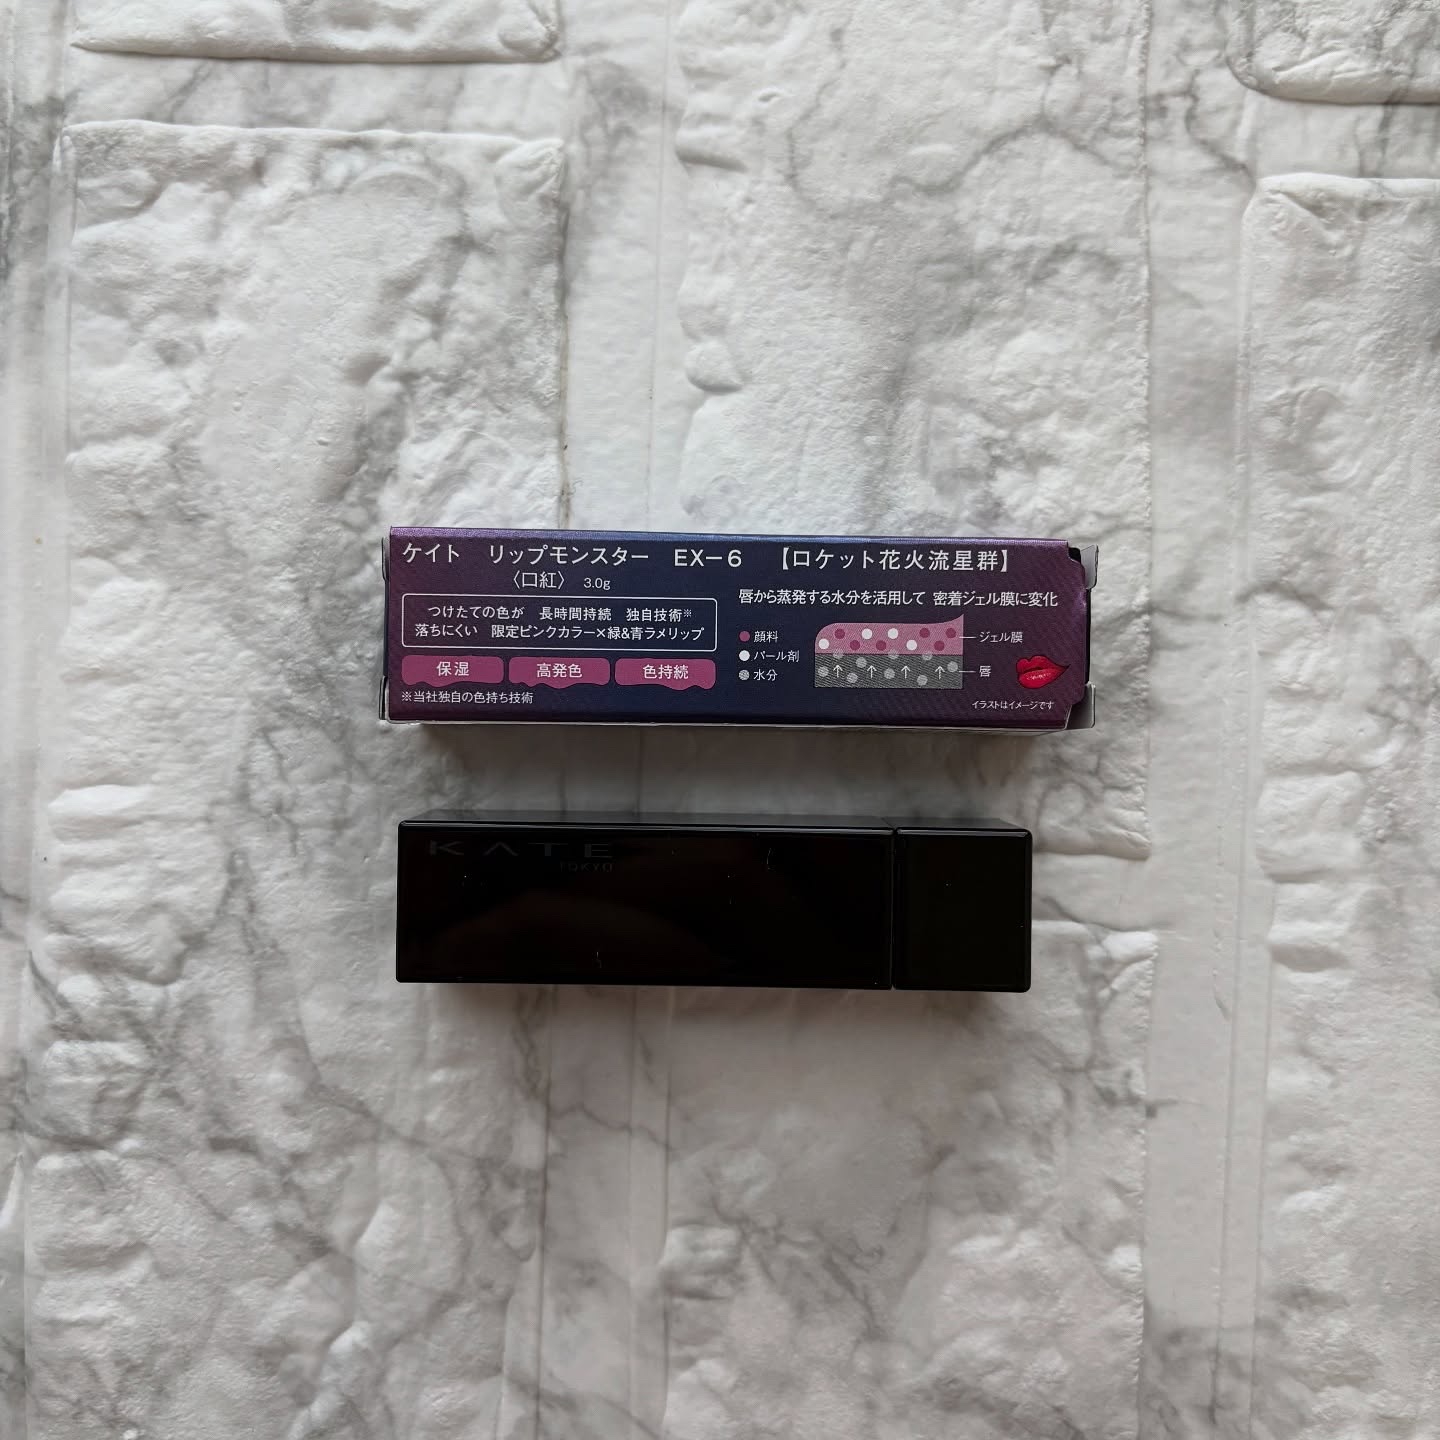 ケイト　リップモンスター　EX－6　【ロケット花火流星群】
〈口紅〉 3.0g
つけたての色が　長時間持続　独自技術※
落ちにくい　限定ピンクカラー×緑&青ラメリップ
保湿　高発色　色持続
※当社独自の色持ち技術
唇から蒸発する水分を活用して 密着ジェル膜に変化
顔料
パール剤
水分
ジェル膜
唇
イラストはイメージです
KATE
TOKYO